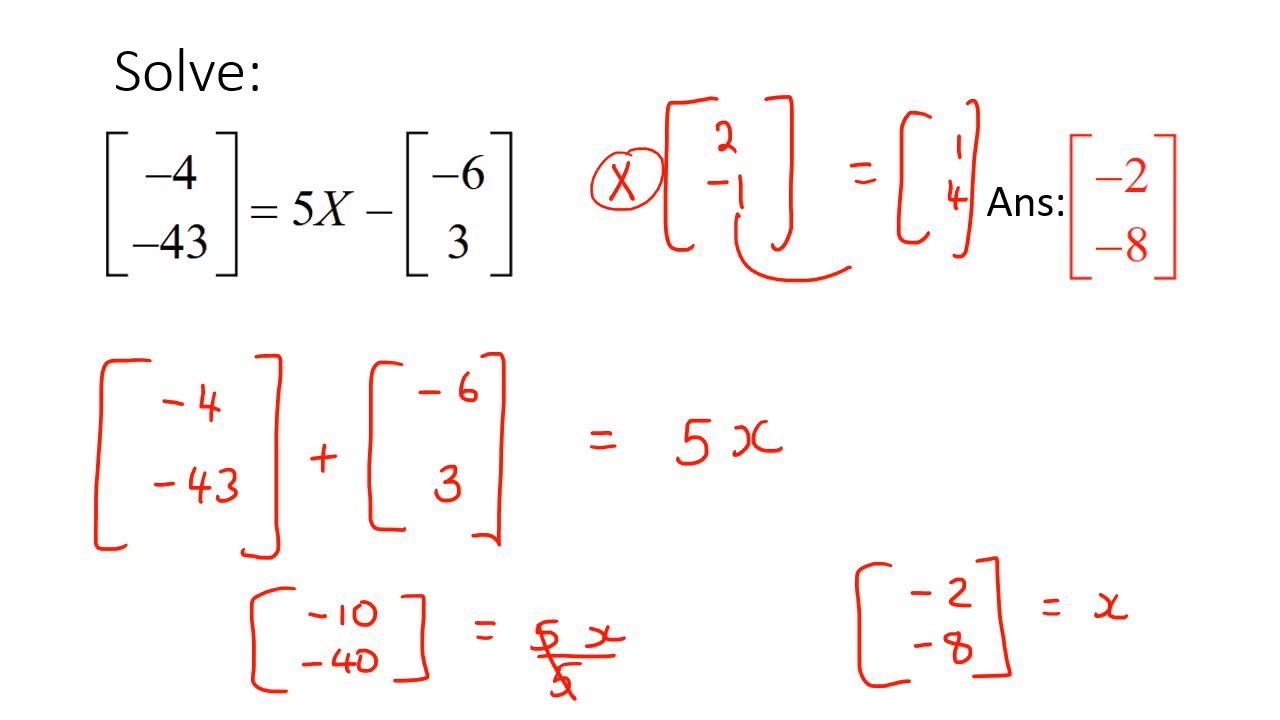 Solve:
[−4 −43] = 5X − [−6 3]
X [2 −1] = [1 4]
Ans: [−2 −8]
[−4 −43] + [−6 3] = 5x
[−10 −40] = 5x/5
[−2 −8] = x